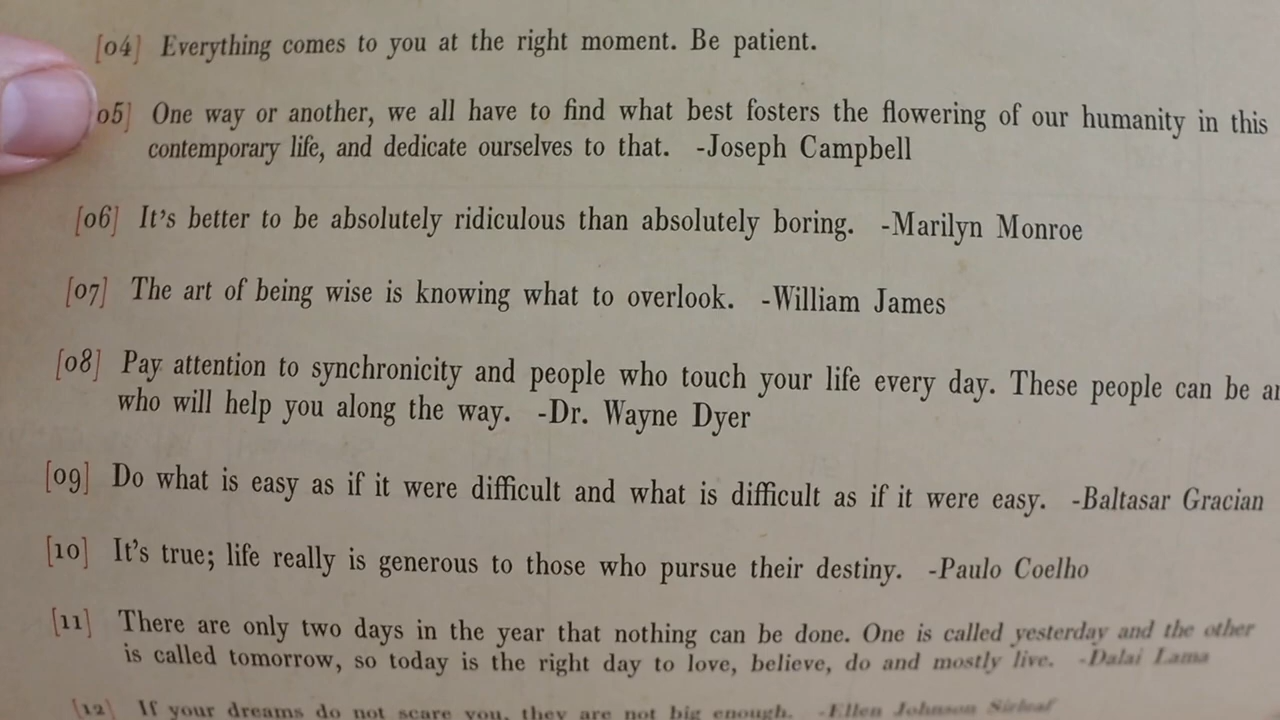 [04] Everything comes to you at the right moment. Be patient.
05] One way or another, we all have to find what best fosters the flowering of our humanity in this
contemporary life, and dedicate ourselves to that. -Joseph Campbell
[06] It's better to be absolutely ridiculous than absolutely boring. -Marilyn Monroe
[07] The art of being wise is knowing what to overlook. -William James
[08] Pay attention to synchronicity and people who touch your life every day. These people can be
who will help you along the way. -Dr. Wayne Dyer
[09] Do what is easy as if it were difficult and what is difficult as if it were easy. -Baltasar Gracian
[10] It's true; life really is generous to those who pursue their destiny. -Paulo Coelho
[11] There are only two days in the year that nothing can be done. One is called yesterday and the other
is called tomorrow, so today is the right day to love, believe, do and mostly live. -Dalai Lama
[12] If your dreams do not scare you, they are not big enough. -Ellen Johnson Sirleaf